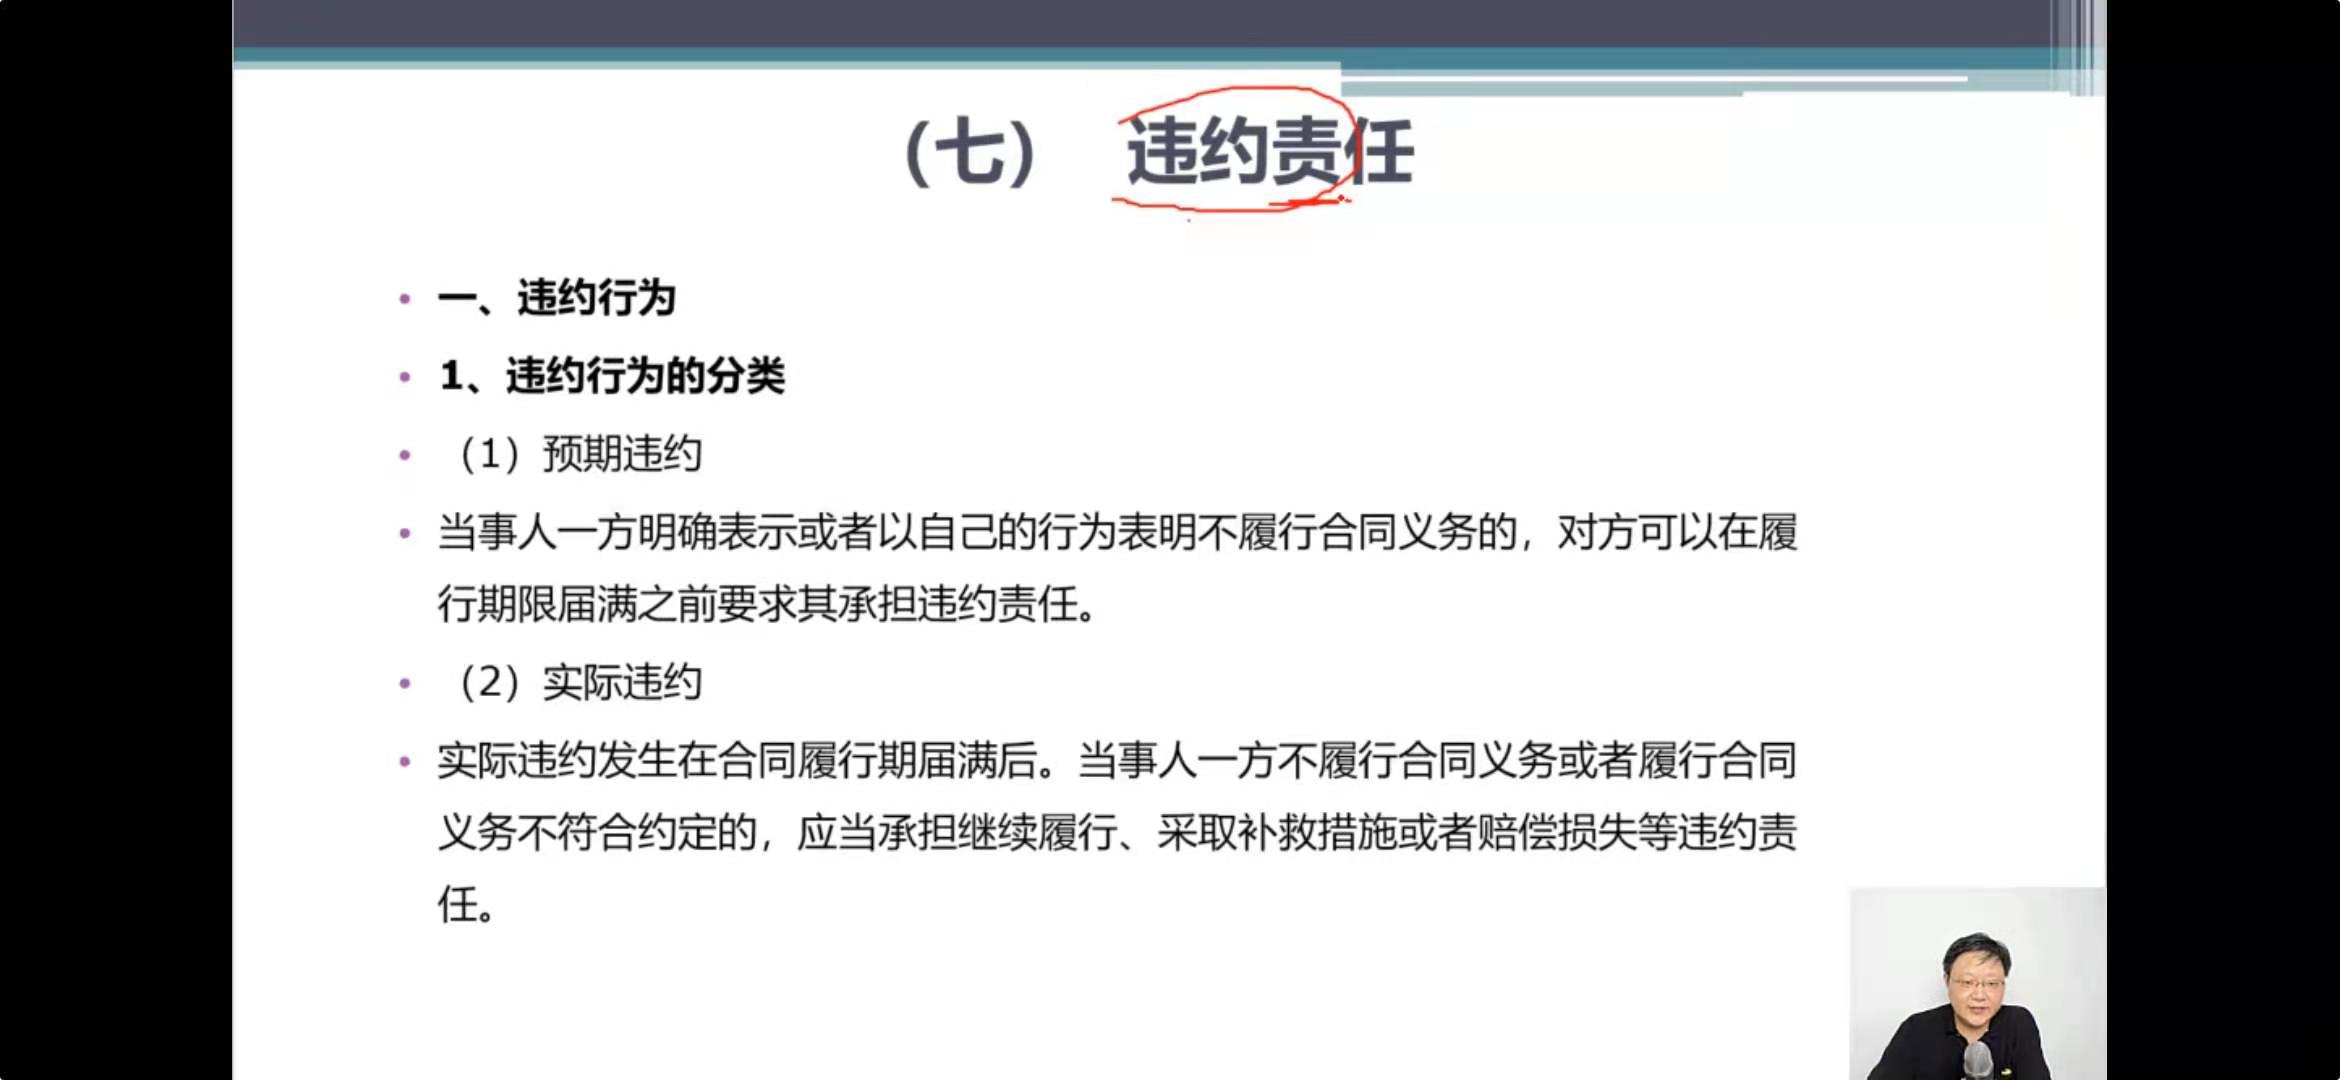 （七） 违约责任
• 一、违约行为
• 1、违约行为的分类
• （1）预期违约
• 当事人一方明确表示或者以自己的行为表明不履行合同义务的，对方可以在履
行期限届满之前要求其承担违约责任。
• （2）实际违约
• 实际违约发生在合同履行期届满后。当事人一方不履行合同义务或者履行合同
义务不符合约定的，应当承担继续履行、采取补救措施或者赔偿损失等违约责
任。